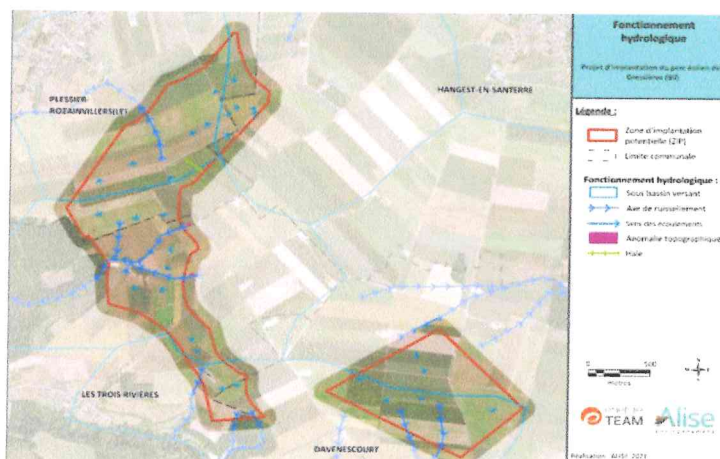 Fonctionnement
hydrologique
Projet d'implantation du parc éolien de
PLESSIER-
ROZAINVILLERS(LE)
HANGEST-EN-SANTERRE
LES TROIS-RIVIÈRES
DAVENESCOURT
Légende :
Zone d'implantation
potentielle (ZIP)
Limite communale
Fonctionnement hydrologique :
Sous bassin versant
Axe de ruissellement
Sens des écoulements
Anomalie topographique
Haie
0 500
mètres
TEAM
Alise
environnement
Réalisation : ALISE, 2021